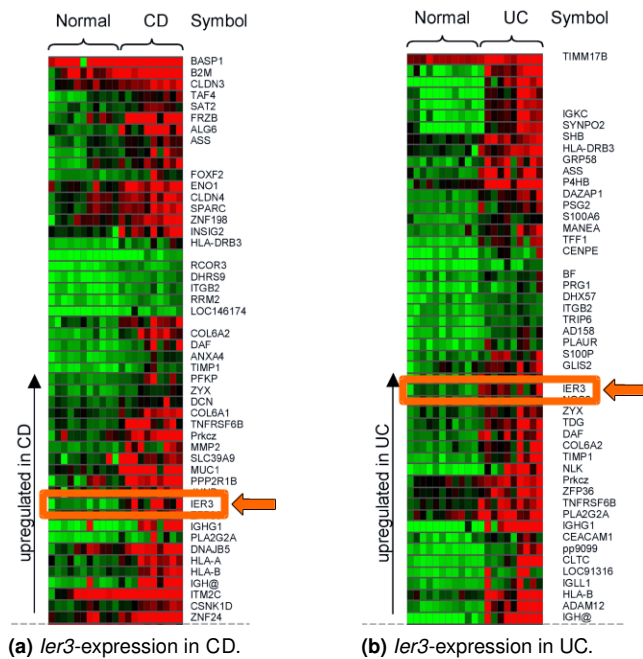 Normal CD Symbol
BASP1
B2M
CLDN3
TAF4
SAT2
FRZB
ALG6
ASS
FOXF2
ENO1
CLDN4
SPARC
ZNF198
INSIG2
HLA-DRB3
RCOR3
DHRS9
ITGB2
RRM2
LOC146174
COL6A2
DAF
ANXA4
TIMP1
PFKP
ZYX
DCN
COL6A1
TNFRSF6B
Prkcz
MMP2
SLC39A9
MUC1
PPP2R1B
IER3
IGHG1
PLA2G2A
DNAJB5
HLA-A
HLA-B
IGH@
ITM2C
CSNK1D
ZNF24
upregulated in CD
(a) Ier3-expression in CD.
Normal UC Symbol
TIMM17B
IGKC
SYNPO2
SHB
HLA-DRB3
GRP58
ASS
P4HB
DAZAP1
PSG2
S100A6
MANEA
TFF1
CENPE
BF
PRG1
DHX57
ITGB2
TRIP6
AD158
PLAUR
S100P
GLIS2
IER3
ZYX
TDG
DAF
COL6A2
TIMP1
NLK
Prkcz
ZFP36
TNFRSF6B
PLA2G2A
IGHG1
CEACAM1
pp9099
CLTC
LOC91316
IGLL1
HLA-B
ADAM12
IGH@
upregulated in UC
(b) Ier3-expression in UC.